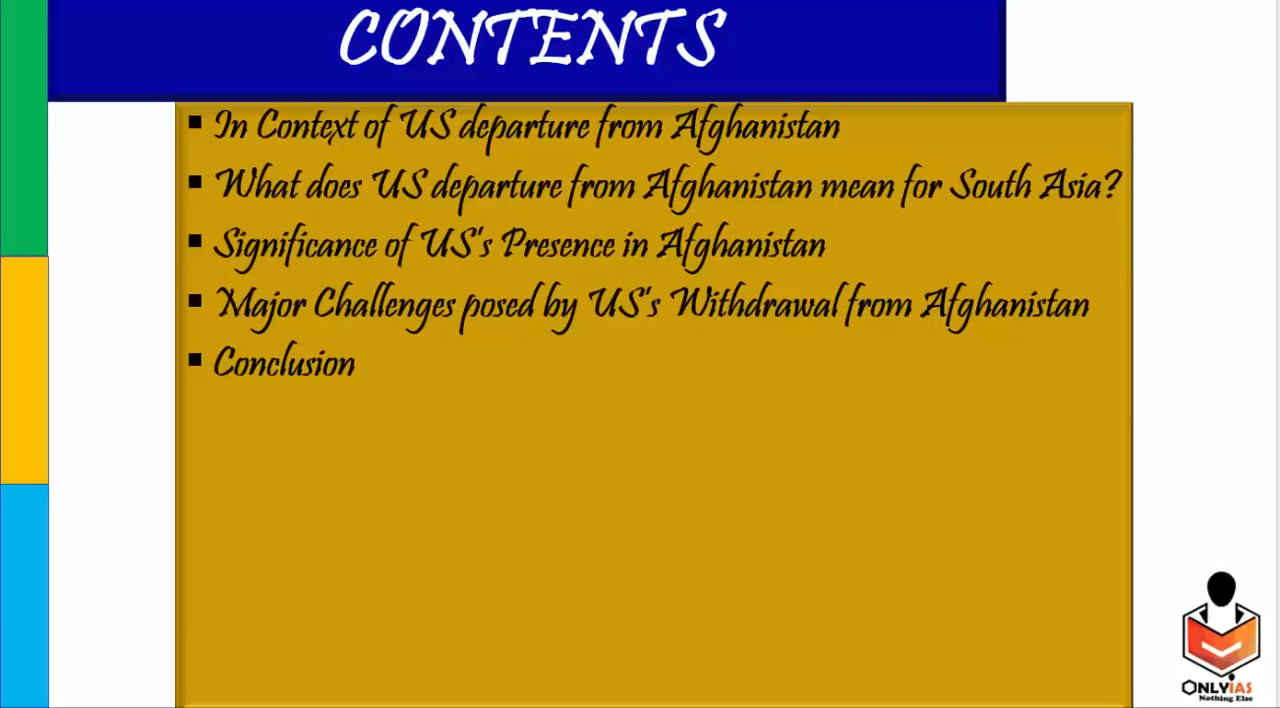 CONTENTS
▪ In Context of US departure from Afghanistan
▪ What does US departure from Afghanistan mean for South Asia?
▪ Significance of US's Presence in Afghanistan
▪ Major Challenges posed by US's Withdrawal from Afghanistan
▪ Conclusion
ONLYIAS
Nothing Else